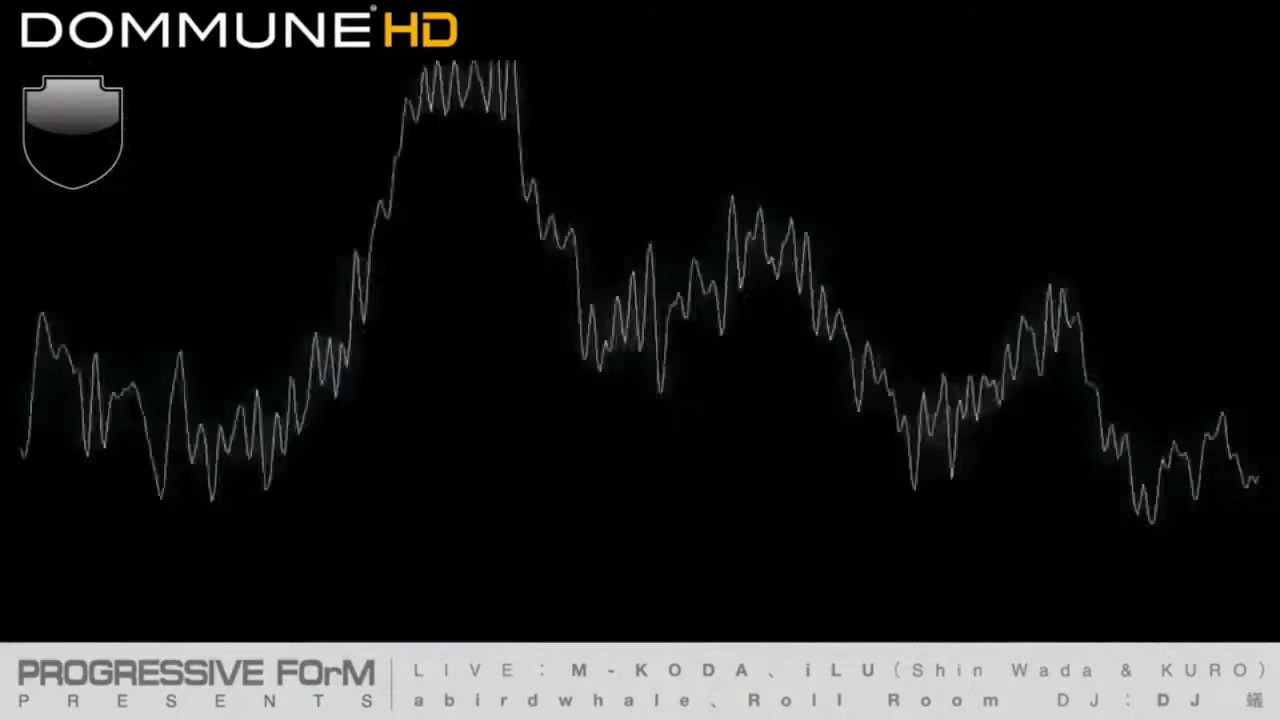 DOMMUNE® HD
PROGRESSIVE FOrM
PRESENTS
LIVE：M-KODA、iLU(Shin Wada & KURO)
abirdwhale、Roll Room DJ：DJ 蟻